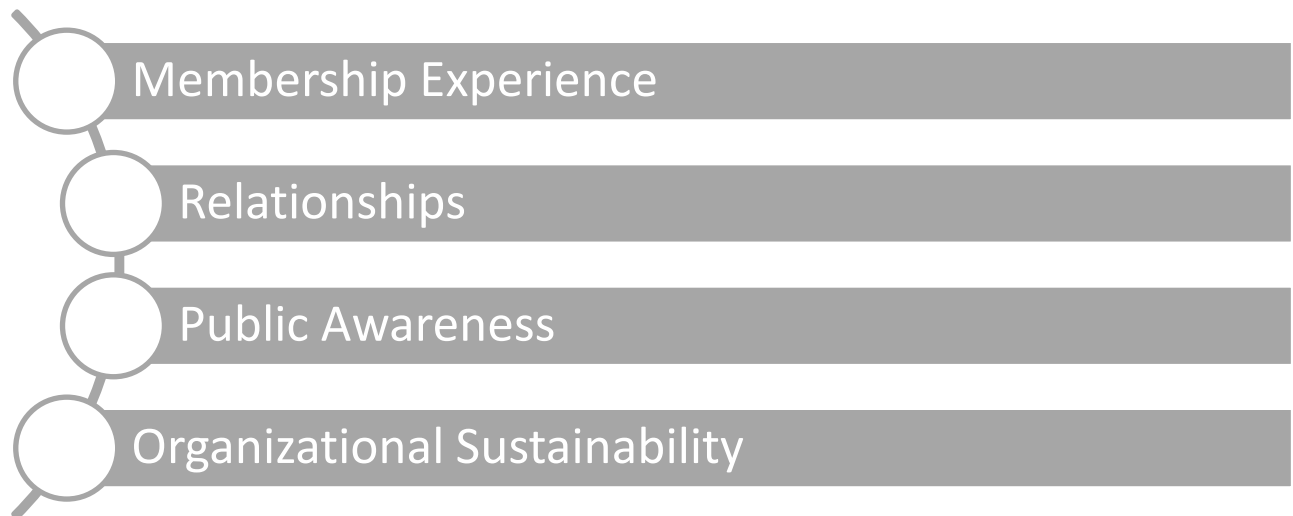 Membership Experience
Relationships
Public Awareness
Organizational Sustainability